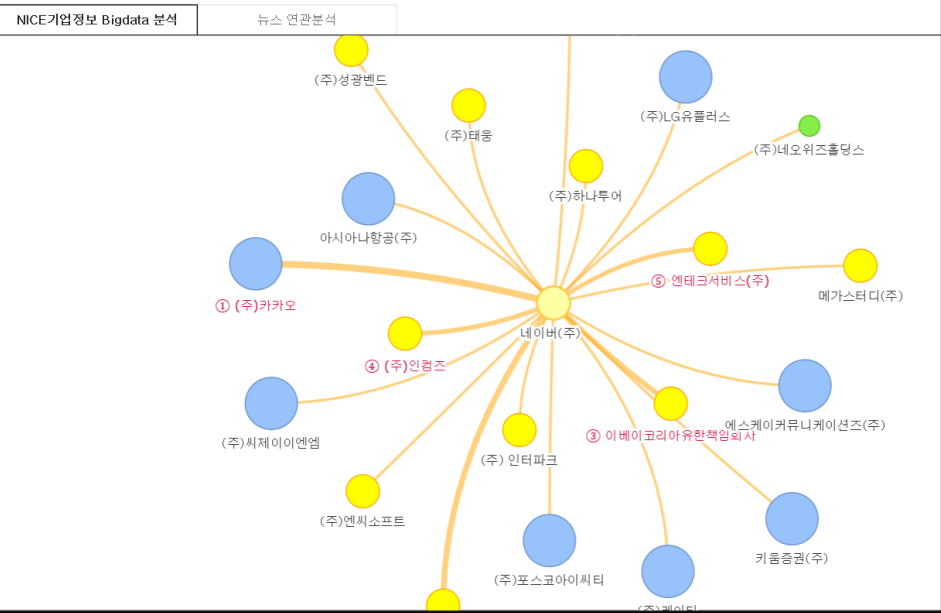 NICE기업정보 Bigdata 분석
뉴스 연관분석
(주)성광벤드
(주)LG유플러스
(주)태웅
(주)네오위즈홀딩스
(주)하나투어
아시아나항공(주)
⑤ 엔테크서비스(주)
메가스터디(주)
① (주)카카오
네이버(주)
④ (주)인컴즈
에스케이커뮤니케이션즈(주)
③ 이베이코리아유한책임회사
(주)씨제이이엔엠
(주) 인터파크
(주)엔씨소프트
키움증권(주)
(주)포스코아이씨티
(주)케이티